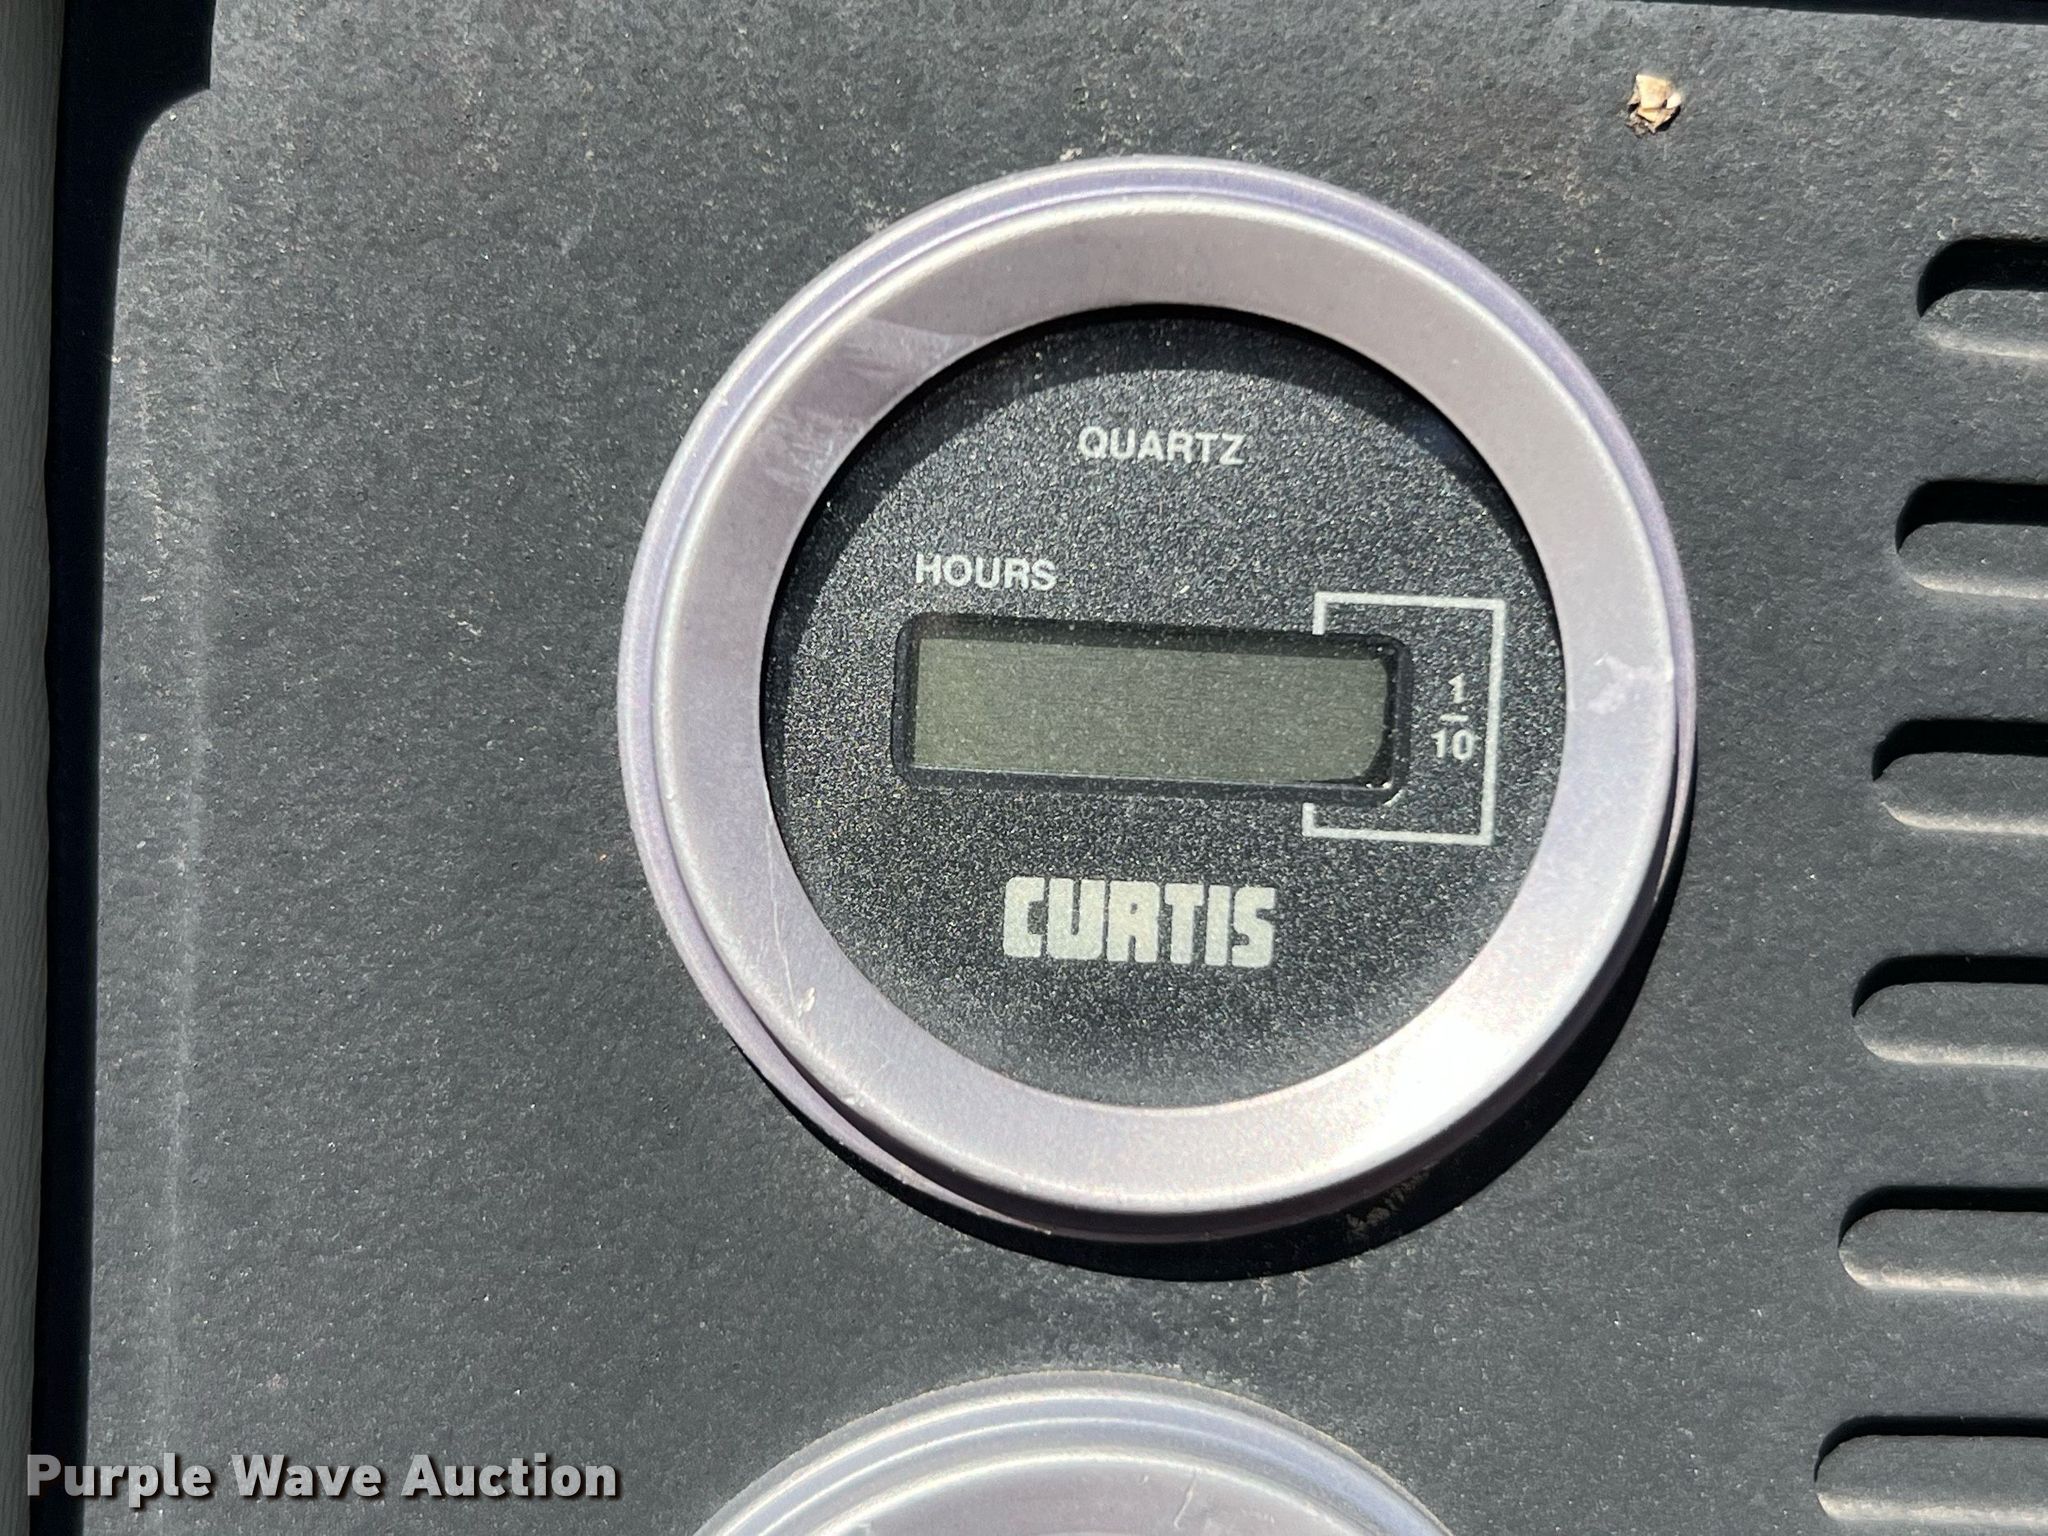 QUARTZ
HOURS
1
10
CURTIS
Purple Wave Auction